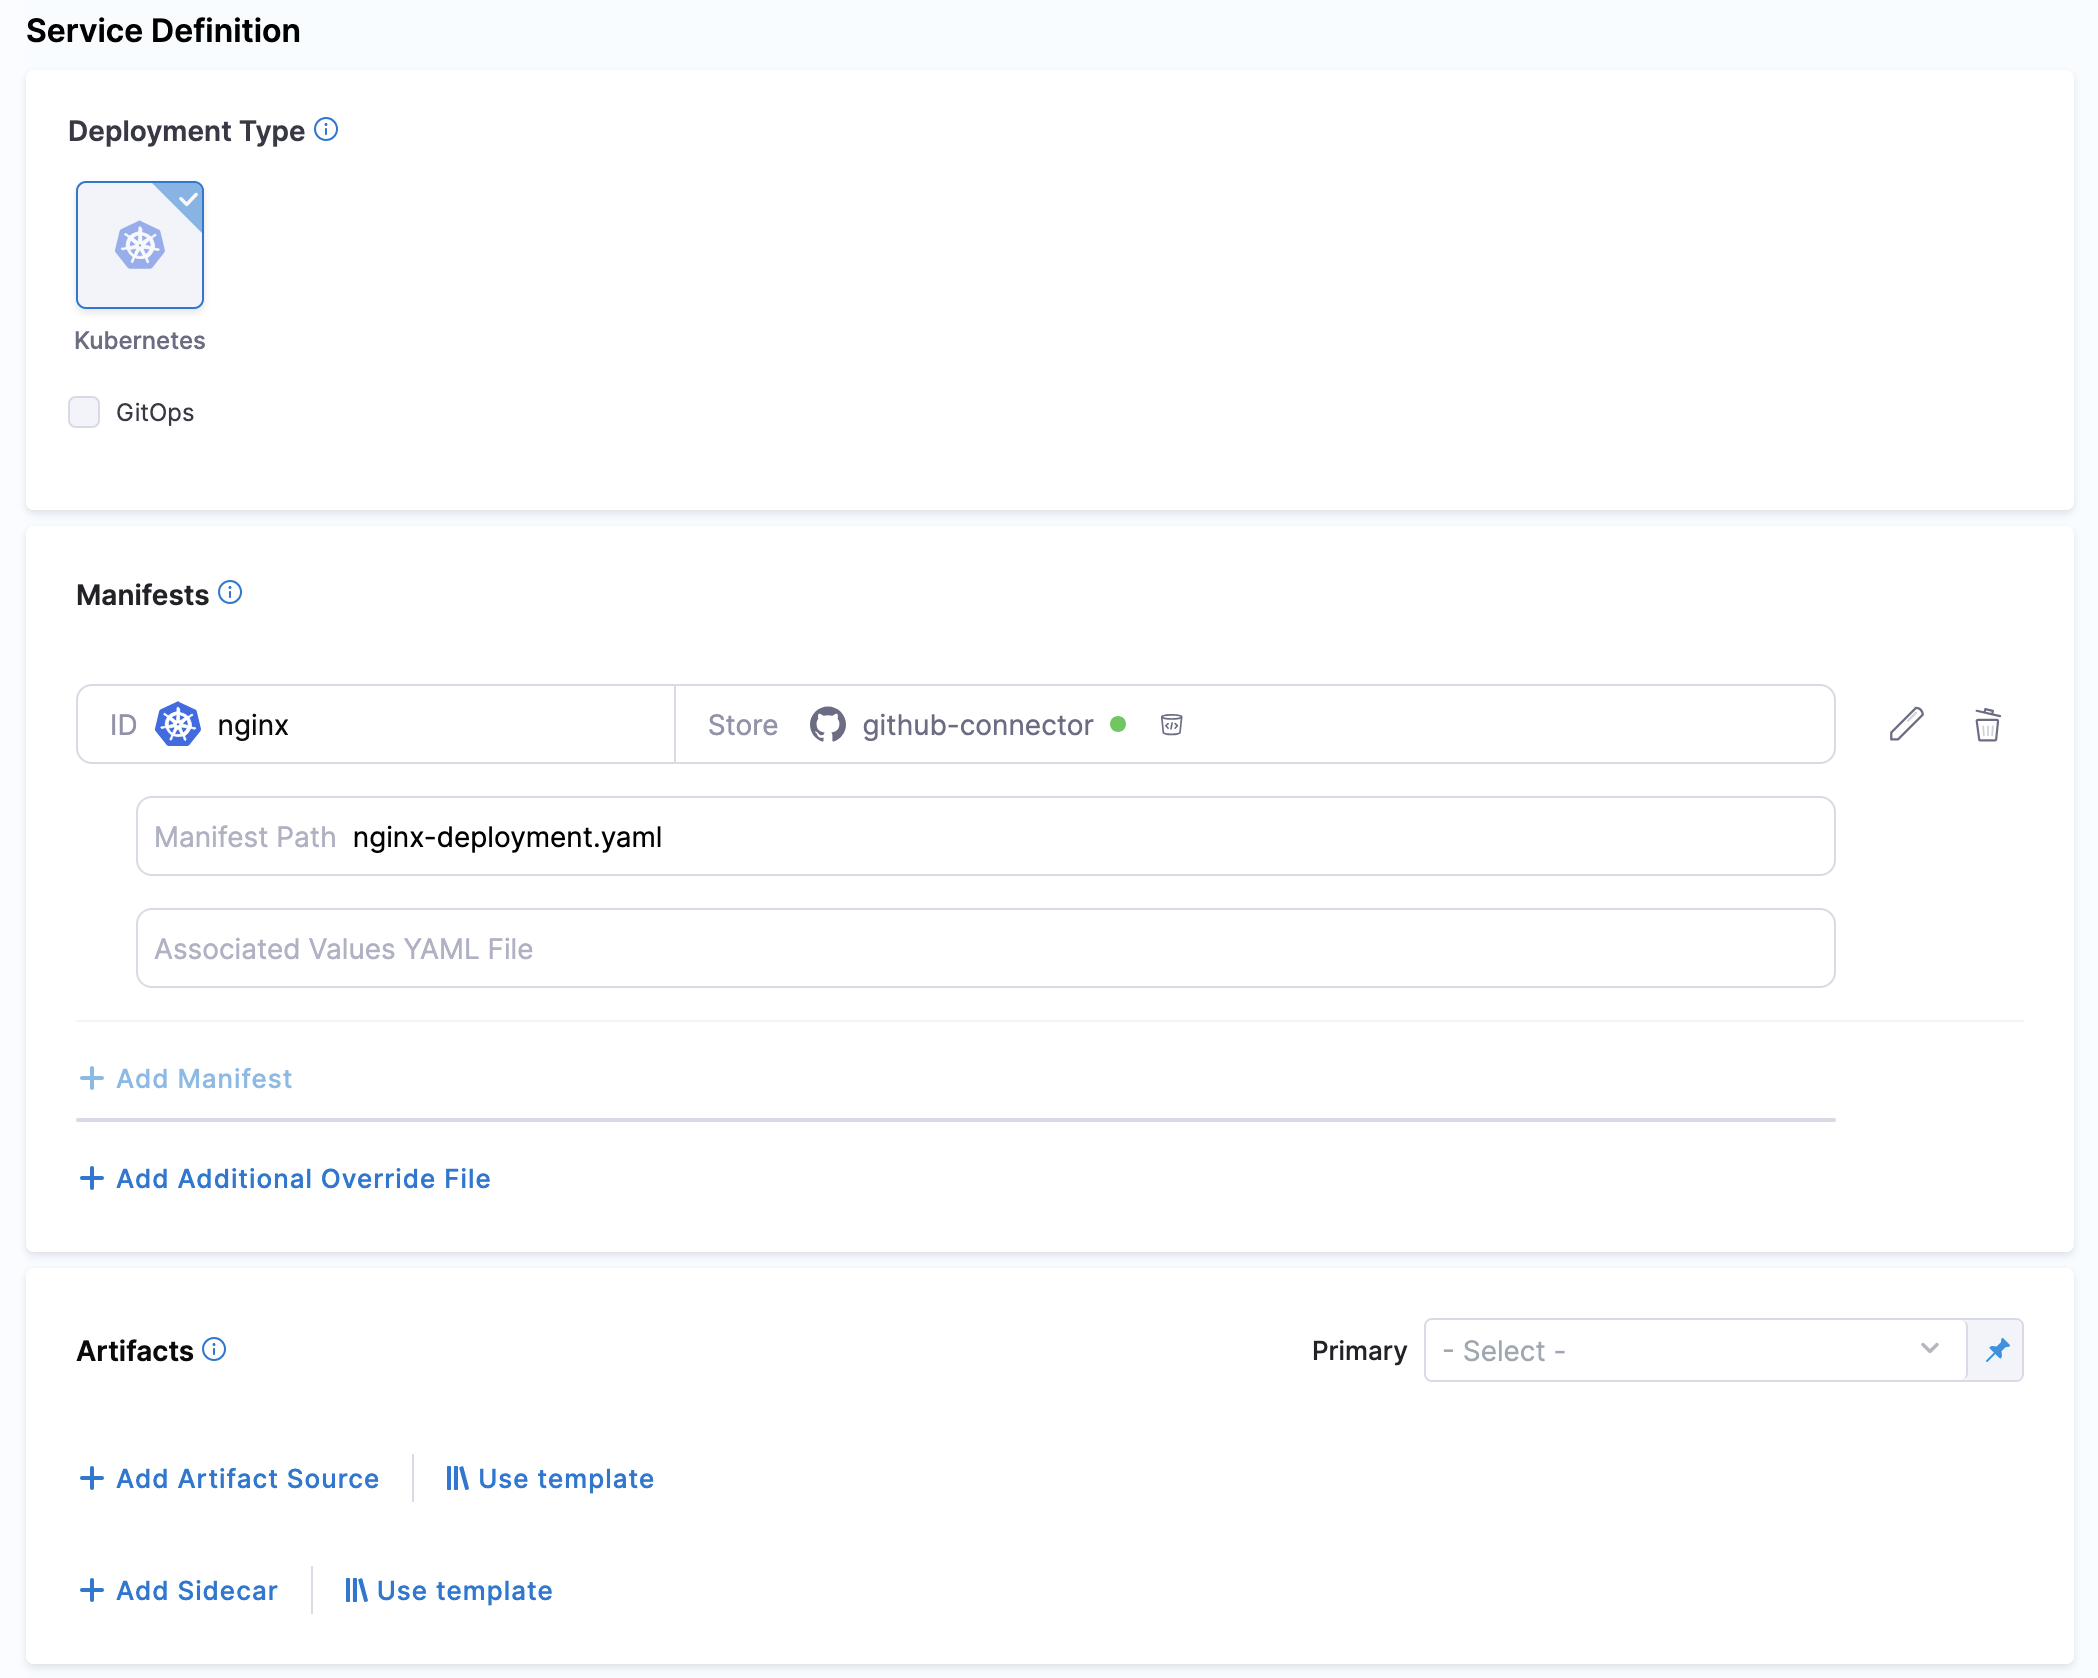 Service Definition
Deployment Type
Kubernetes
GitOps
Manifests
ID nginx Store github-connector
Manifest Path nginx-deployment.yaml
Associated Values YAML File
+ Add Manifest
+ Add Additional Override File
Artifacts Primary - Select -
+ Add Artifact Source Use template
+ Add Sidecar Use template